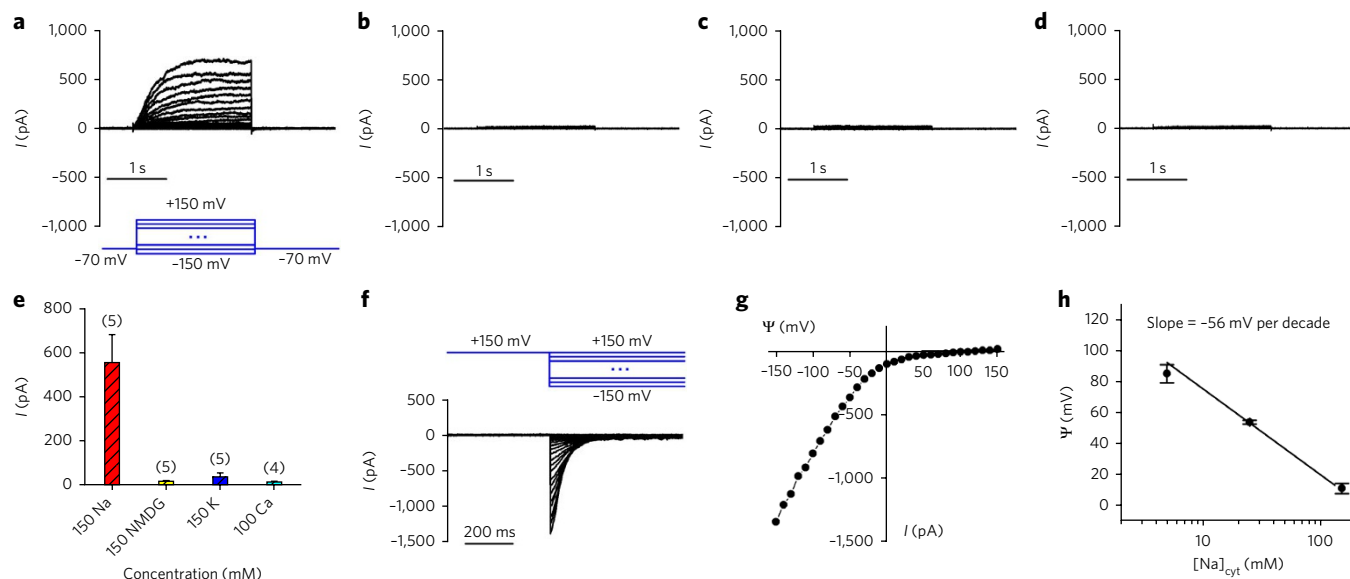 a
1,000
500
0
–500
–1,000
I (pA)
1 s
+150 mV
–70 mV
–150 mV
–70 mV
b
1,000
500
0
–500
–1,000
I (pA)
1 s
c
1,000
500
0
–500
–1,000
I (pA)
1 s
d
1,000
500
0
–500
–1,000
I (pA)
1 s
e
800
600
400
200
0
I (pA)
(5)
(5)
(5)
(4)
150 Na
150 NMDG
150 K
100 Ca
Concentration (mM)
f
+150 mV
+150 mV
–150 mV
500
0
–500
–1,000
–1,500
I (pA)
200 ms
g
Ψ (mV)
–150
–100
–50
50
100
150
–500
–1,000
–1,500
I (pA)
h
120
100
80
60
40
20
0
Ψ (mV)
Slope = –56 mV per decade
10
100
[Na]cyt (mM)